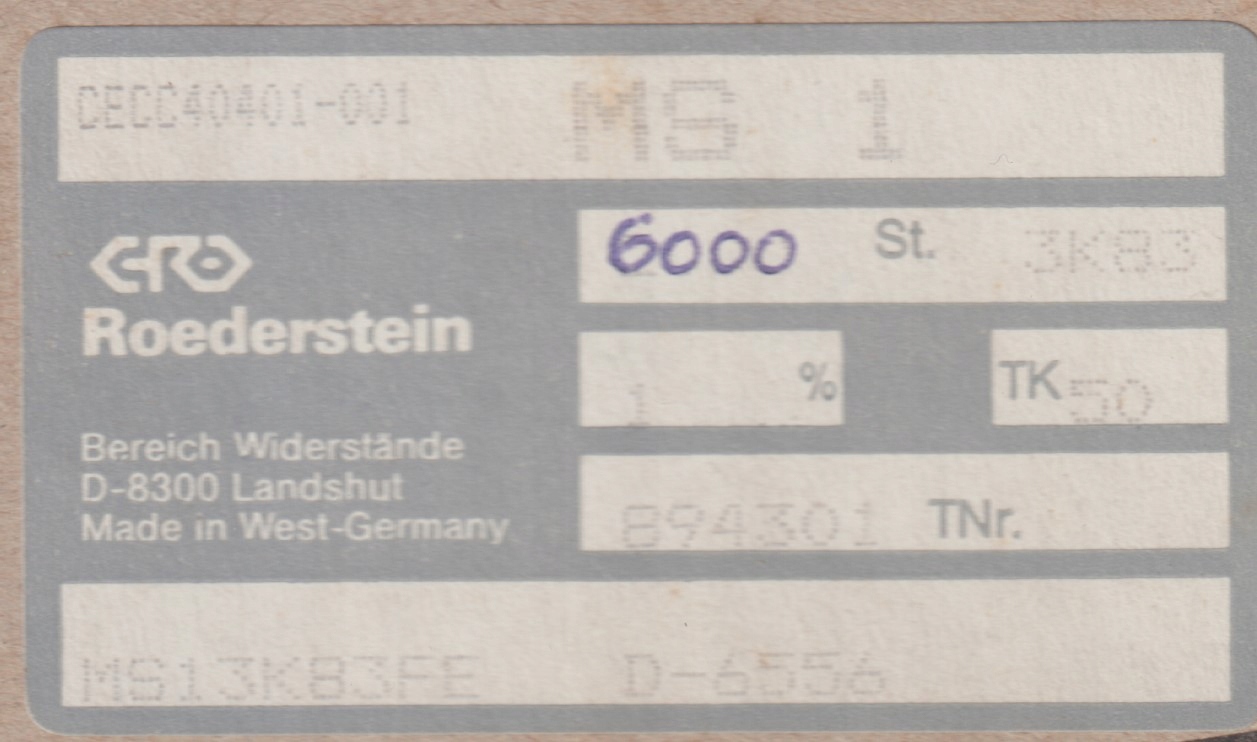 CECC40401-001 MS 1
6000 St. 3K83
ERO
Roederstein
1 % TK 50
Bereich Widerstände
D-8300 Landshut
Made in West-Germany
894301 TNr.
MS13K83FE D-6556